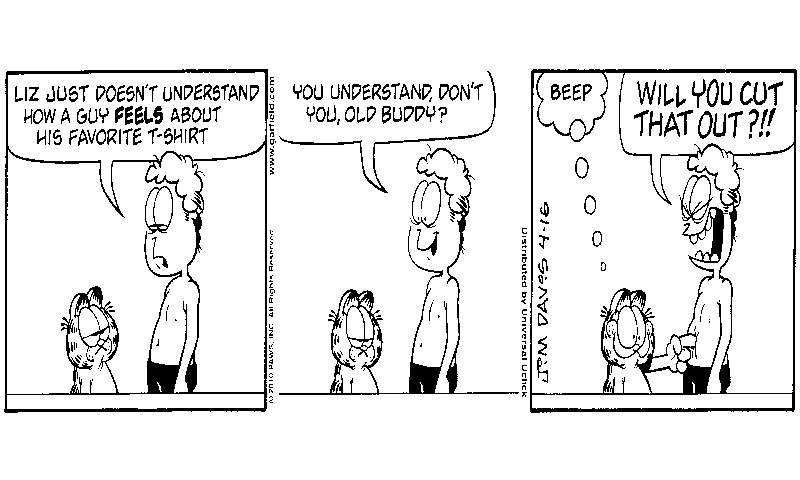 LIZ JUST DOESN'T UNDERSTAND
HOW A GUY FEELS ABOUT
HIS FAVORITE T-SHIRT
www.garfield.com
© 2010 PAWS, INC. All Rights Reserved.
YOU UNDERSTAND, DON'T
YOU, OLD BUDDY?
Distributed by Universal Uclick
BEEP
WILL YOU CUT
THAT OUT?!!
JIM DAVIS 4-16